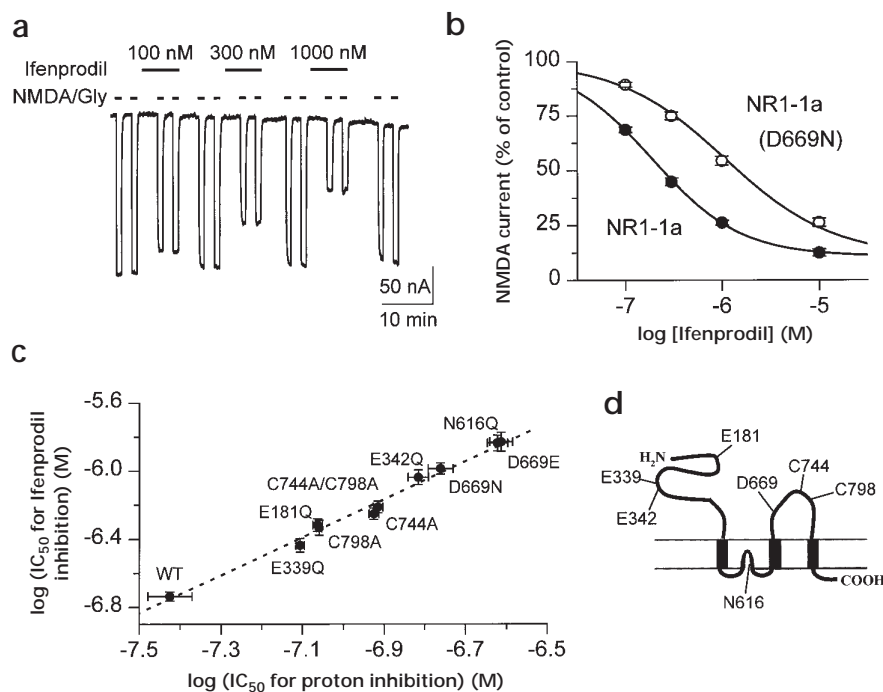 a
100 nM 300 nM 1000 nM
Ifenprodil
NMDA/Gly
50 nA
10 min
b
NMDA current (% of control)
100
75
50
25
0
NR1-1a
(D669N)
NR1-1a
-7 -6 -5
log [Ifenprodil] (M)
c
log (IC50 for Ifenprodil
inhibition) (M)
-5.6
-6.0
-6.4
-6.8
N616Q
E342Q
D669E
D669N
C744A/C798A
C744A
E181Q
C798A
E339Q
WT
-7.5 -7.3 -7.1 -6.9 -6.7 -6.5
log (IC50 for proton inhibition) (M)
d
H2N
E181
E339
E342
D669
C744
C798
N616
COOH